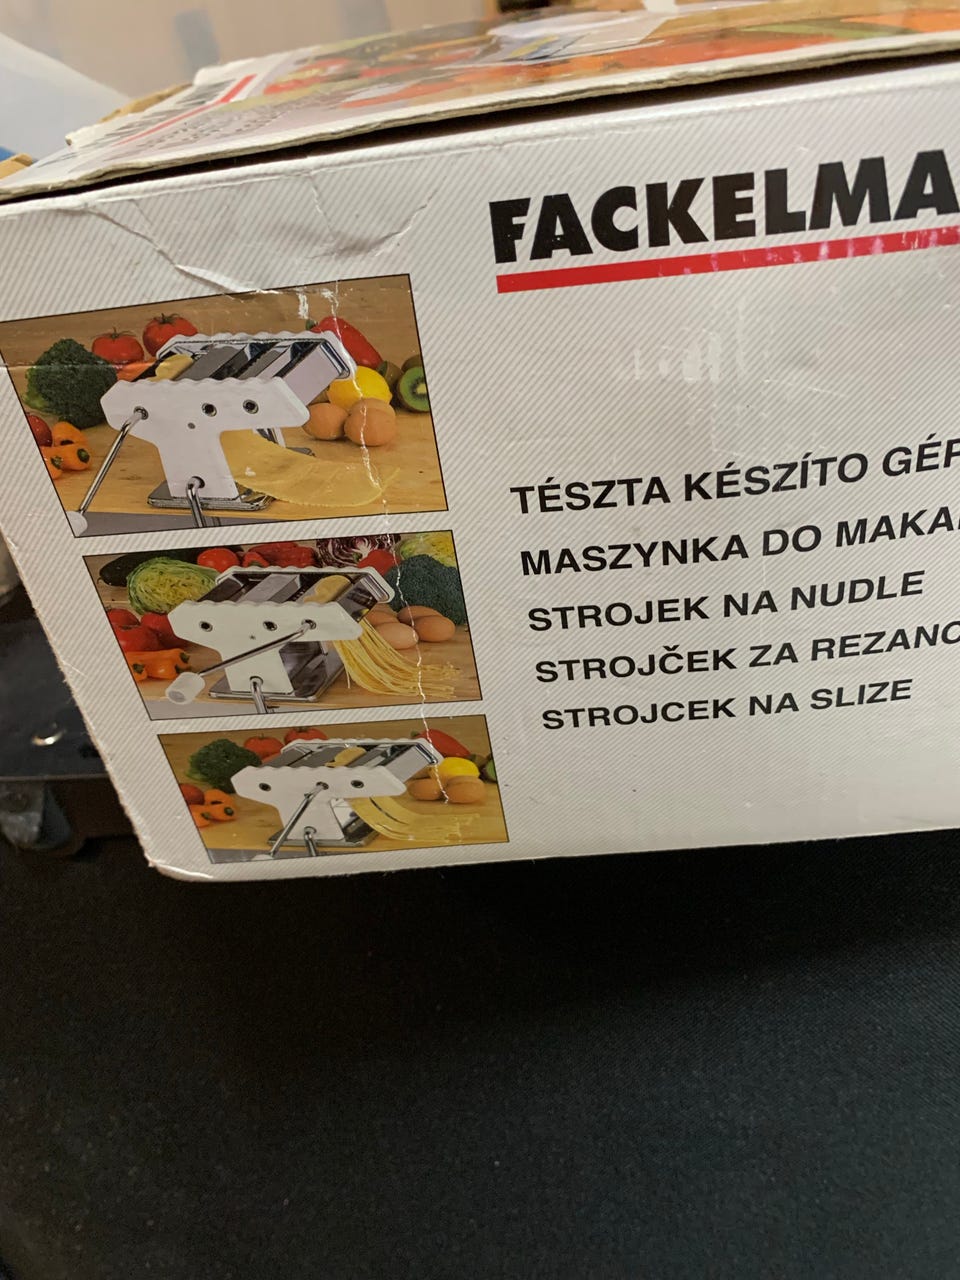 FACKELMA
TÉSZTA KÉSZÍTO GÉP
MASZYNKA DO MAKA
STROJEK NA NUDLE
STROJČEK ZA REZANC
STROJCEK NA SLIZE